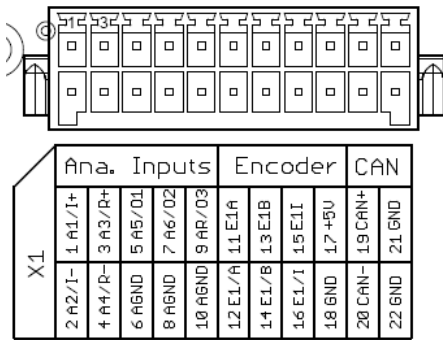 1 3
Ana. Inputs Encoder CAN
X1
1 A1/I+ 3 A3/R+ 5 A5/O1 7 A6/O2 9 AR/O3 11 E1A 13 E1B 15 E1I 17 +5V 19 CAN+ 21 GND
2 A2/I- 4 A4/R- 6 AGND 8 AGND 10 AGND 12 E1/A 14 E1/B 16 E1/I 18 GND 20 CAN- 22 GND